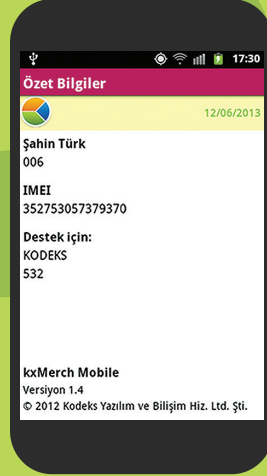 17:30
Özet Bilgiler
12/06/2013
Şahin Türk
006
IMEI
352753057379370
Destek için:
KODEKS
532
kxMerch Mobile
Versiyon 1.4
© 2012 Kodeks Yazılım ve Bilişim Hiz. Ltd. Şti.